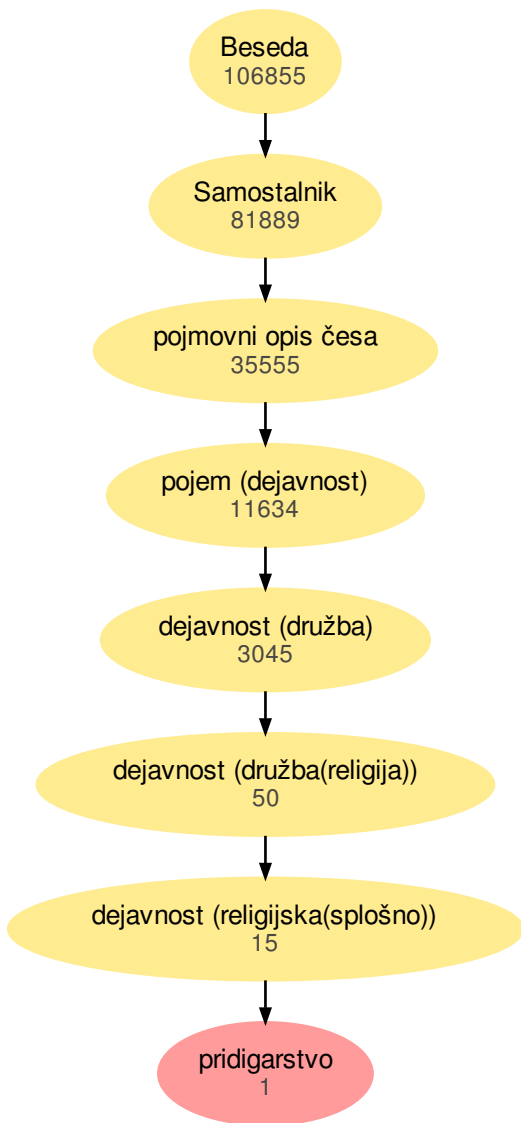 Beseda
106855
Samostalnik
81889
pojmovni opis česa
35555
pojem (dejavnost)
11634
dejavnost (družba)
3045
dejavnost (družba(religija))
50
dejavnost (religijska(splošno))
15
pridigarstvo
1